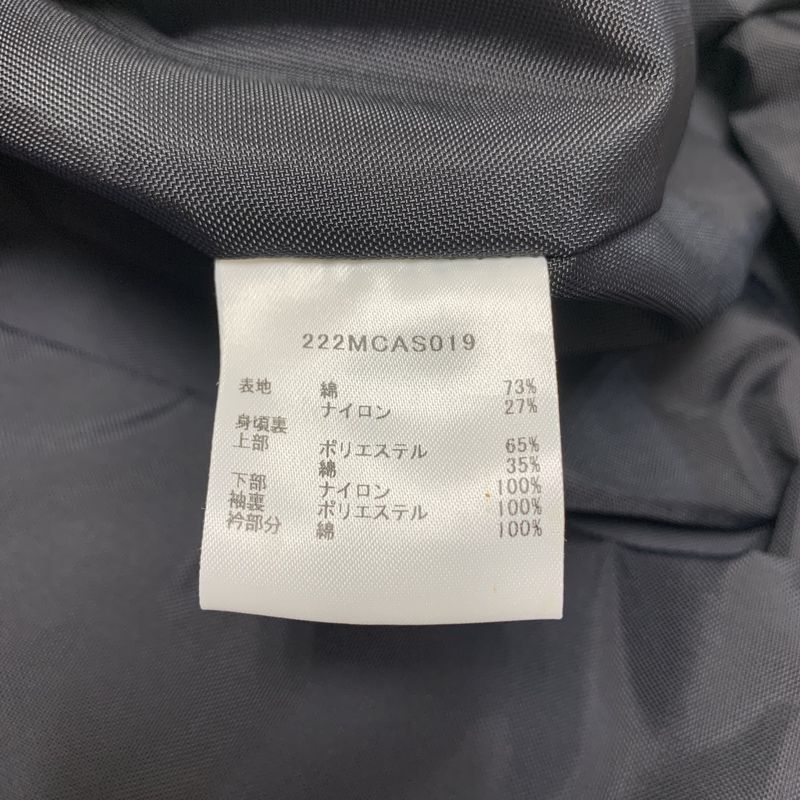 222MCAS019
表地 綿 73%
ナイロン 27%
身頃裏
上部 ポリエステル 65%
綿 35%
下部 ナイロン 100%
袖裏 ポリエステル 100%
衿部分 綿 100%